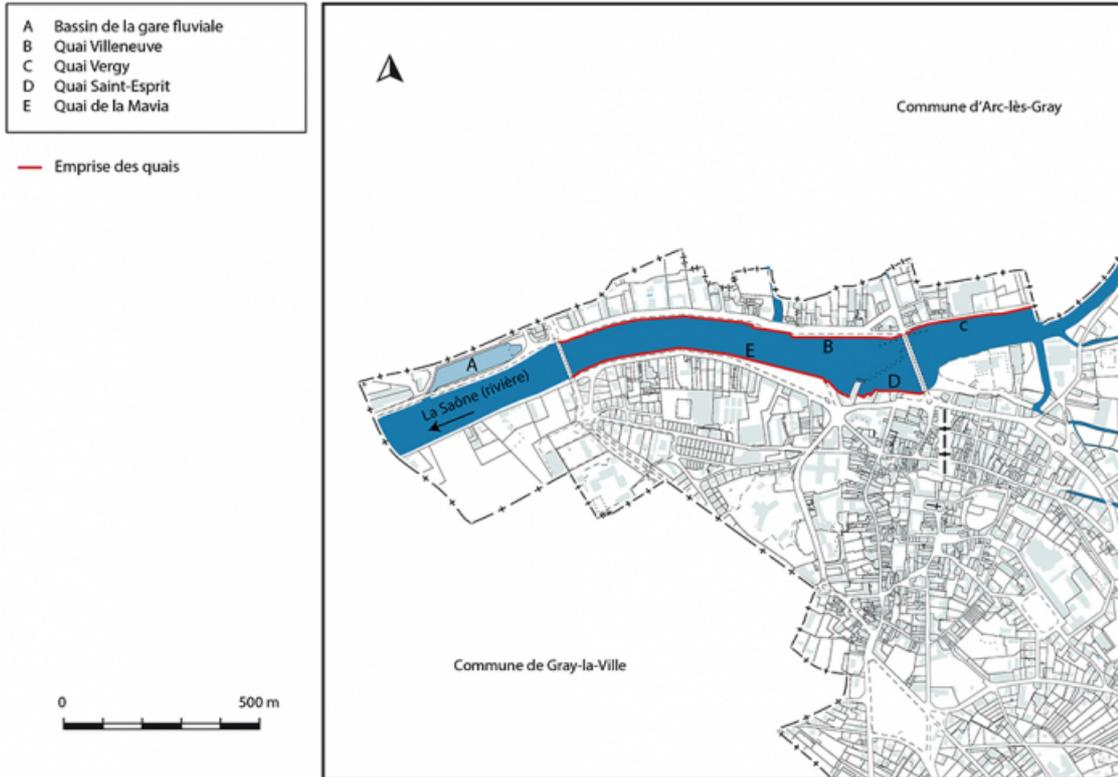 A Bassin de la gare fluviale
B Quai Villeneuve
C Quai Vergy
D Quai Saint-Esprit
E Quai de la Mavia
Emprise des quais
Commune d'Arc-lès-Gray
C
B
E
A
D
La Saône (rivière)
Commune de Gray-la-Ville
0 500 m